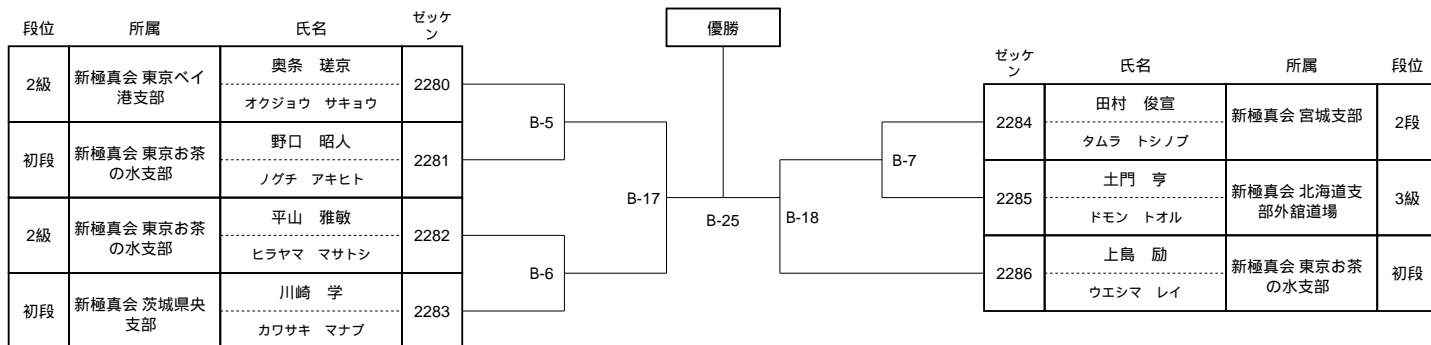 優勝
段位 所属 氏名 ゼッケ
ン
2級 新極真会 東京ベイ
港支部 奥条 瑳京
オクジョウ サキョウ 2280
初段 新極真会 東京お茶
の水支部 野口 昭人
ノグチ アキヒト 2281
2級 新極真会 東京お茶
の水支部 平山 雅敏
ヒラヤマ マサトシ 2282
初段 新極真会 茨城県央
支部 川崎 学
カワサキ マナブ 2283
B-5
B-6
B-17
B-25
B-18
B-7
ゼッケ
ン 氏名 所属 段位
2284 田村 俊宣
タムラ トシノブ 新極真会 宮城支部 2段
2285 土門 亨
ドモン トオル 新極真会 北海道支
部外舘道場 3級
2286 上島 励
ウエシマ レイ 新極真会 東京お茶
の水支部 初段